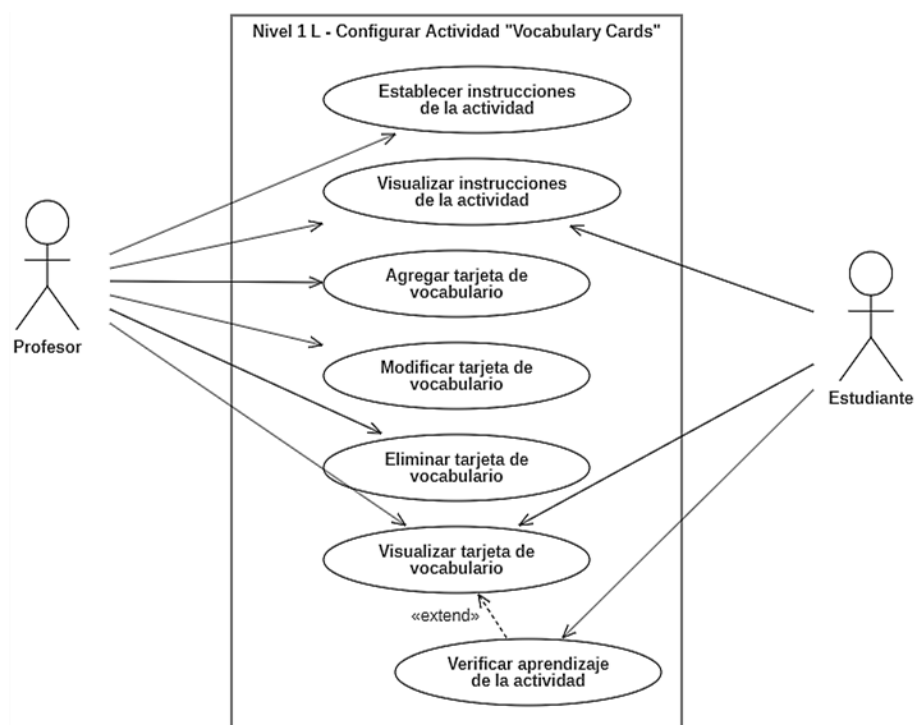 Nivel 1 L - Configurar Actividad "Vocabulary Cards"
Establecer instrucciones
de la actividad
Visualizar instrucciones
de la actividad
Agregar tarjeta de
vocabulario
Modificar tarjeta de
vocabulario
Eliminar tarjeta de
vocabulario
Visualizar tarjeta de
vocabulario
«extend»
Verificar aprendizaje
de la actividad
Profesor
Estudiante